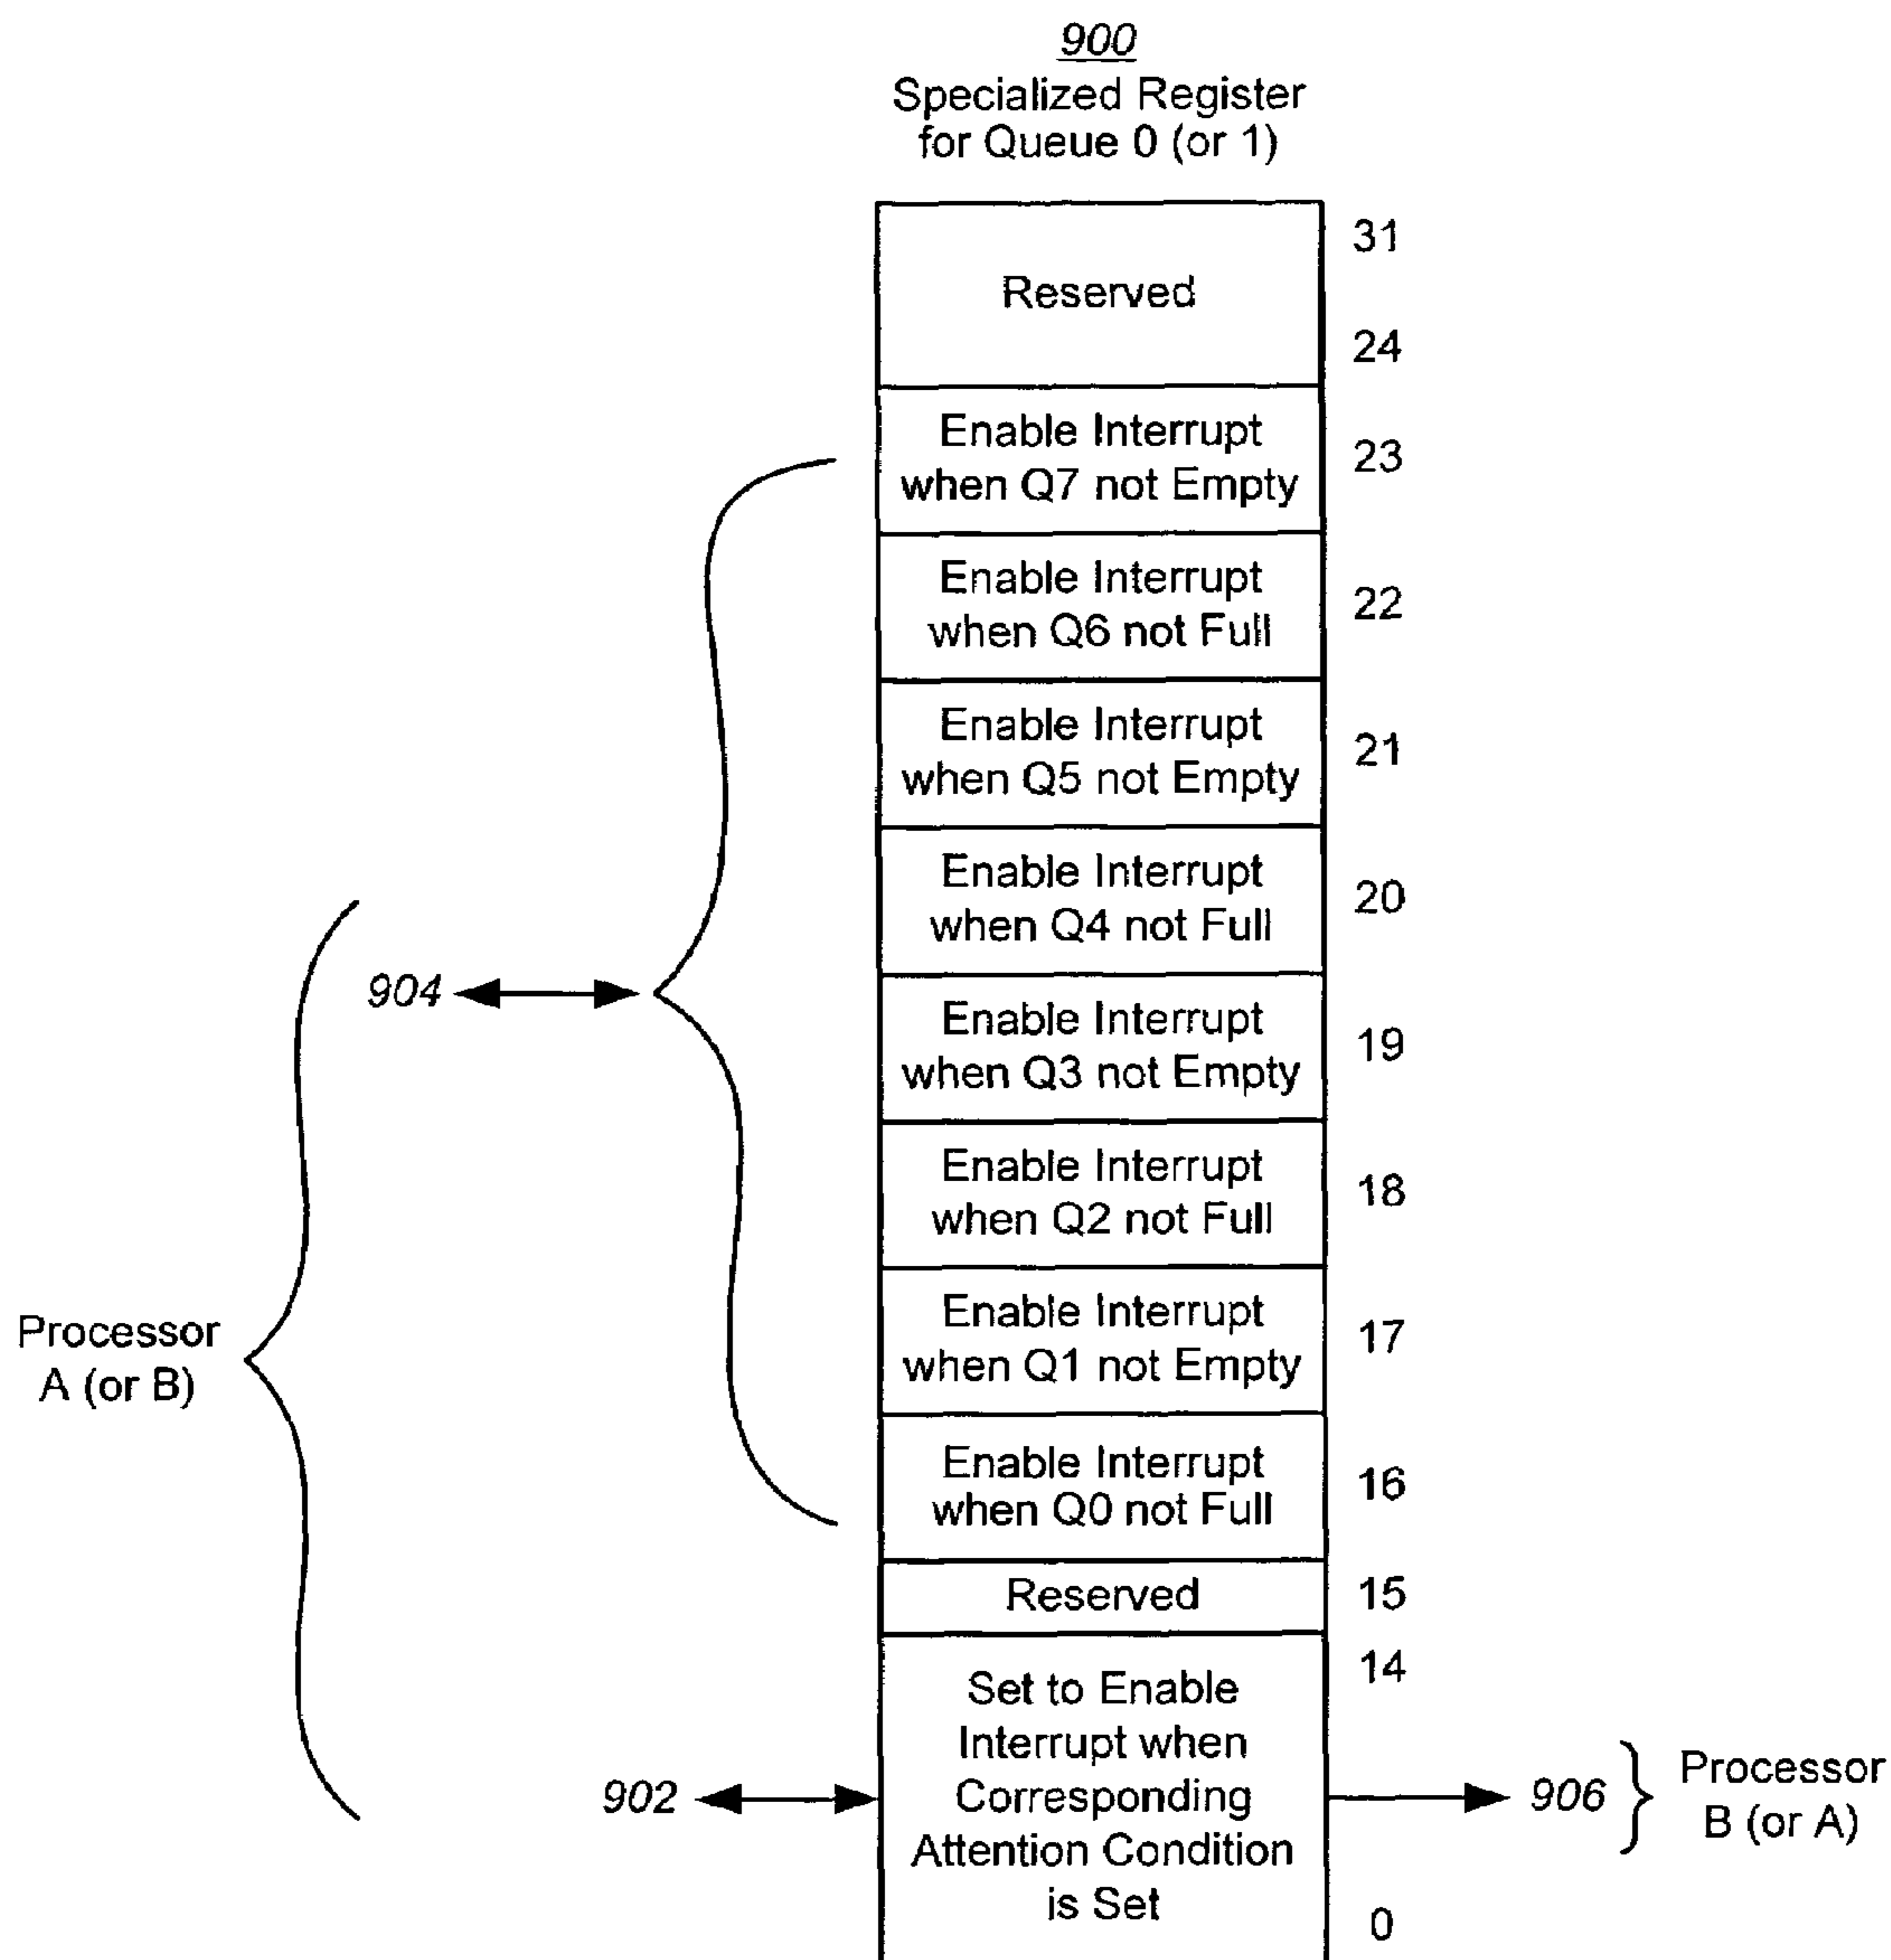 900
Specialized Register
for Queue 0 (or 1)
31
Reserved
24
Enable Interrupt
when Q7 not Empty
23
Enable Interrupt
when Q6 not Full
22
Enable Interrupt
when Q5 not Empty
21
Enable Interrupt
when Q4 not Full
20
904
Enable Interrupt
when Q3 not Empty
19
Enable Interrupt
when Q2 not Full
18
Processor
A (or B)
Enable Interrupt
when Q1 not Empty
17
Enable Interrupt
when Q0 not Full
16
Reserved
15
14
Set to Enable
Interrupt when
Corresponding
Attention Condition
is Set
0
902
906
Processor
B (or A)